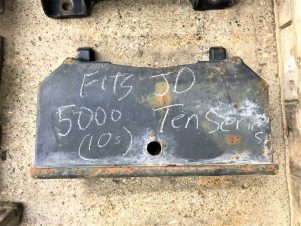 FITS JD
5000 Ten Series
(10s)